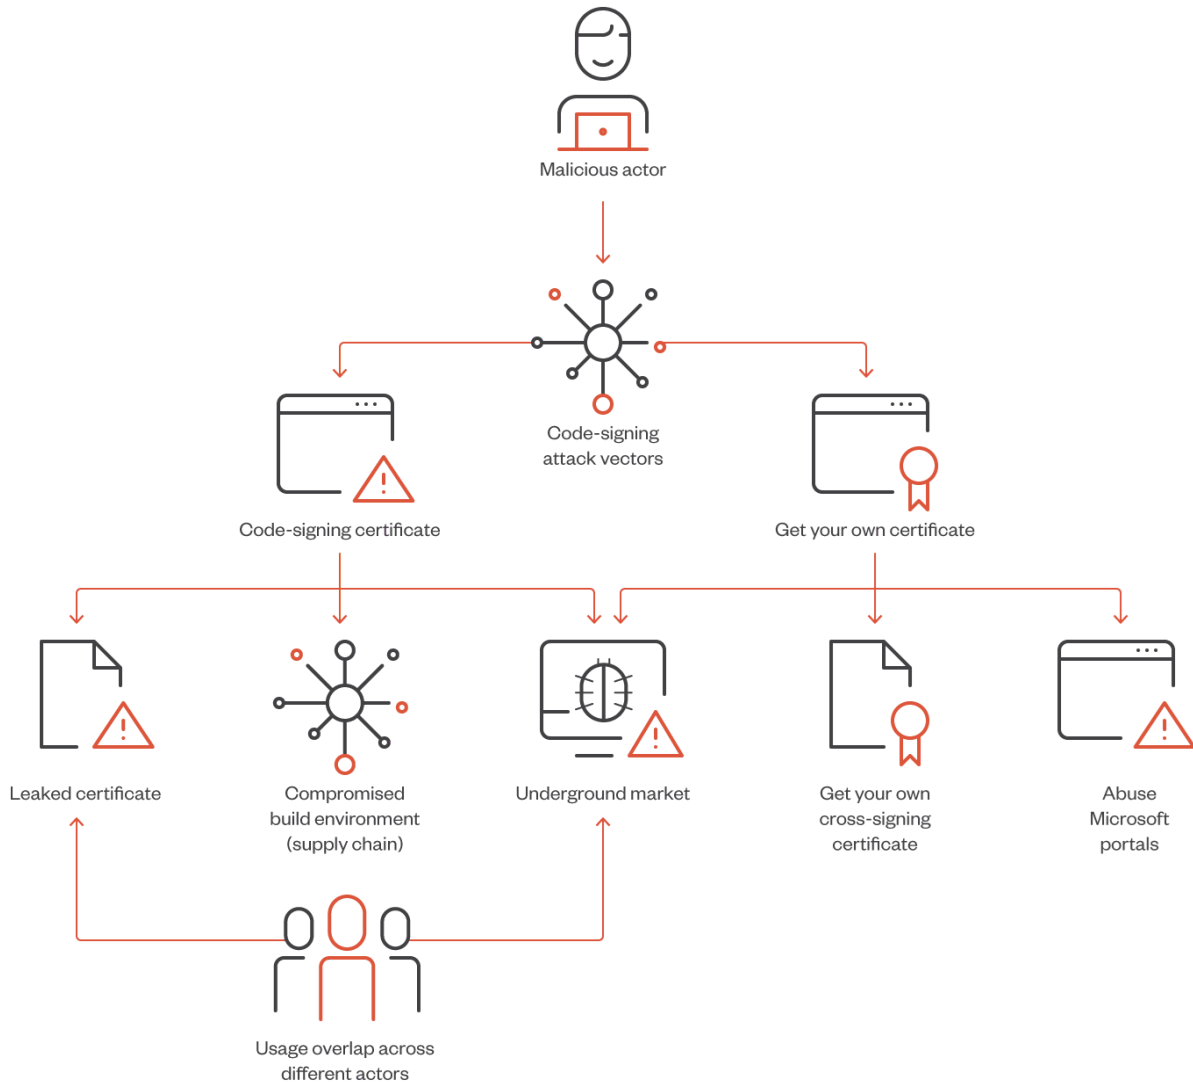 Malicious actor
Code-signing
attack vectors
Code-signing certificate
Get your own certificate
Leaked certificate
Compromised
build environment
(supply chain)
Underground market
Get your own
cross-signing
certificate
Abuse
Microsoft
portals
Usage overlap across
different actors